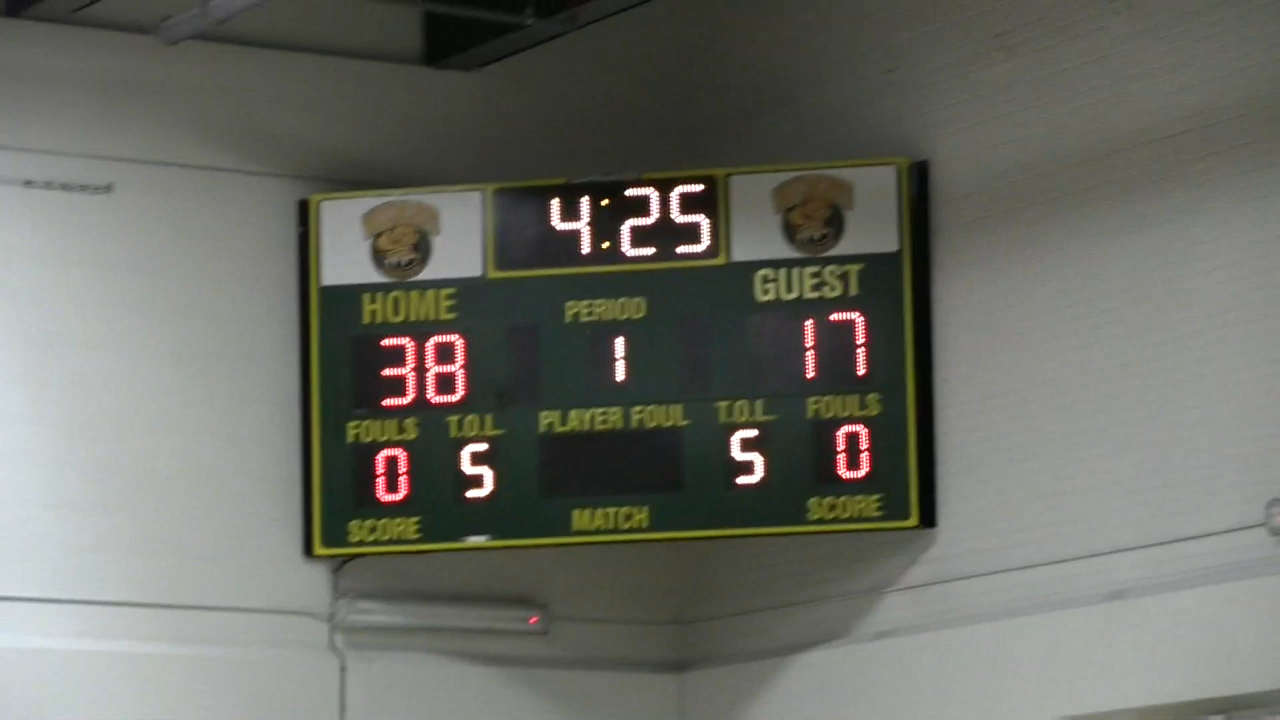 4:25
HOME PERIOD GUEST
38 1 17
FOULS T.O.L. PLAYER FOUL T.O.L. FOULS
0 5 5 0
SCORE MATCH SCORE